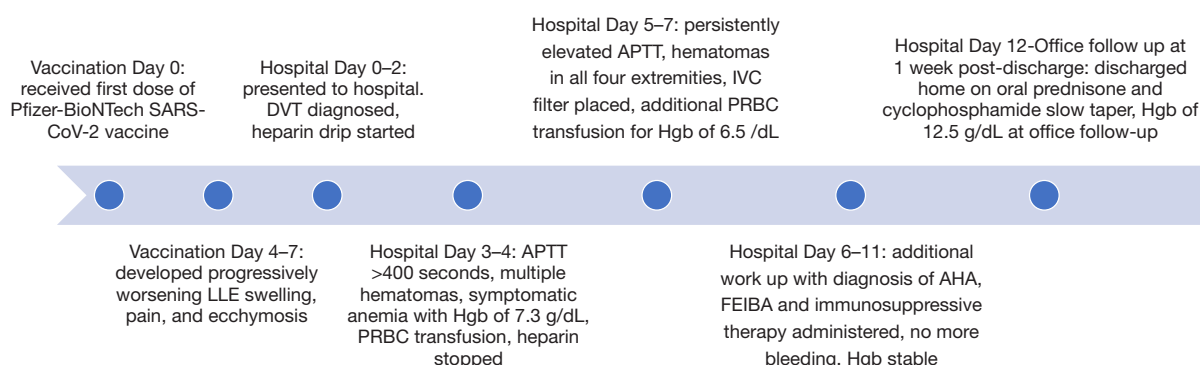 Vaccination Day 0:
received first dose of
Pfizer-BioNTech SARS-
CoV-2 vaccine
Vaccination Day 4–7:
developed progressively
worsening LLE swelling,
pain, and ecchymosis
Hospital Day 0–2:
presented to hospital.
DVT diagnosed,
heparin drip started
Hospital Day 3–4: APTT
>400 seconds, multiple
hematomas, symptomatic
anemia with Hgb of 7.3 g/dL,
PRBC transfusion, heparin
stopped
Hospital Day 5–7: persistently
elevated APTT, hematomas
in all four extremities, IVC
filter placed, additional PRBC
transfusion for Hgb of 6.5 /dL
Hospital Day 6–11: additional
work up with diagnosis of AHA,
FEIBA and immunosuppressive
therapy administered, no more
bleeding, Hgb stable
Hospital Day 12-Office follow up at
1 week post-discharge: discharged
home on oral prednisone and
cyclophosphamide slow taper, Hgb of
12.5 g/dL at office follow-up